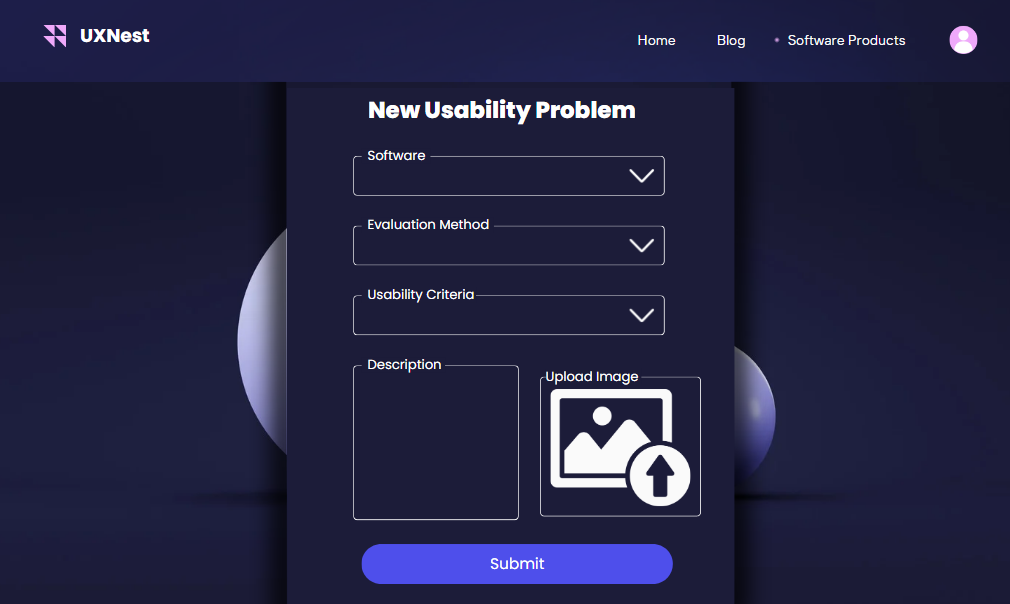 UXNest
Home
Blog
Software Products
New Usability Problem
Software
Evaluation Method
Usability Criteria
Description
Upload Image
Submit